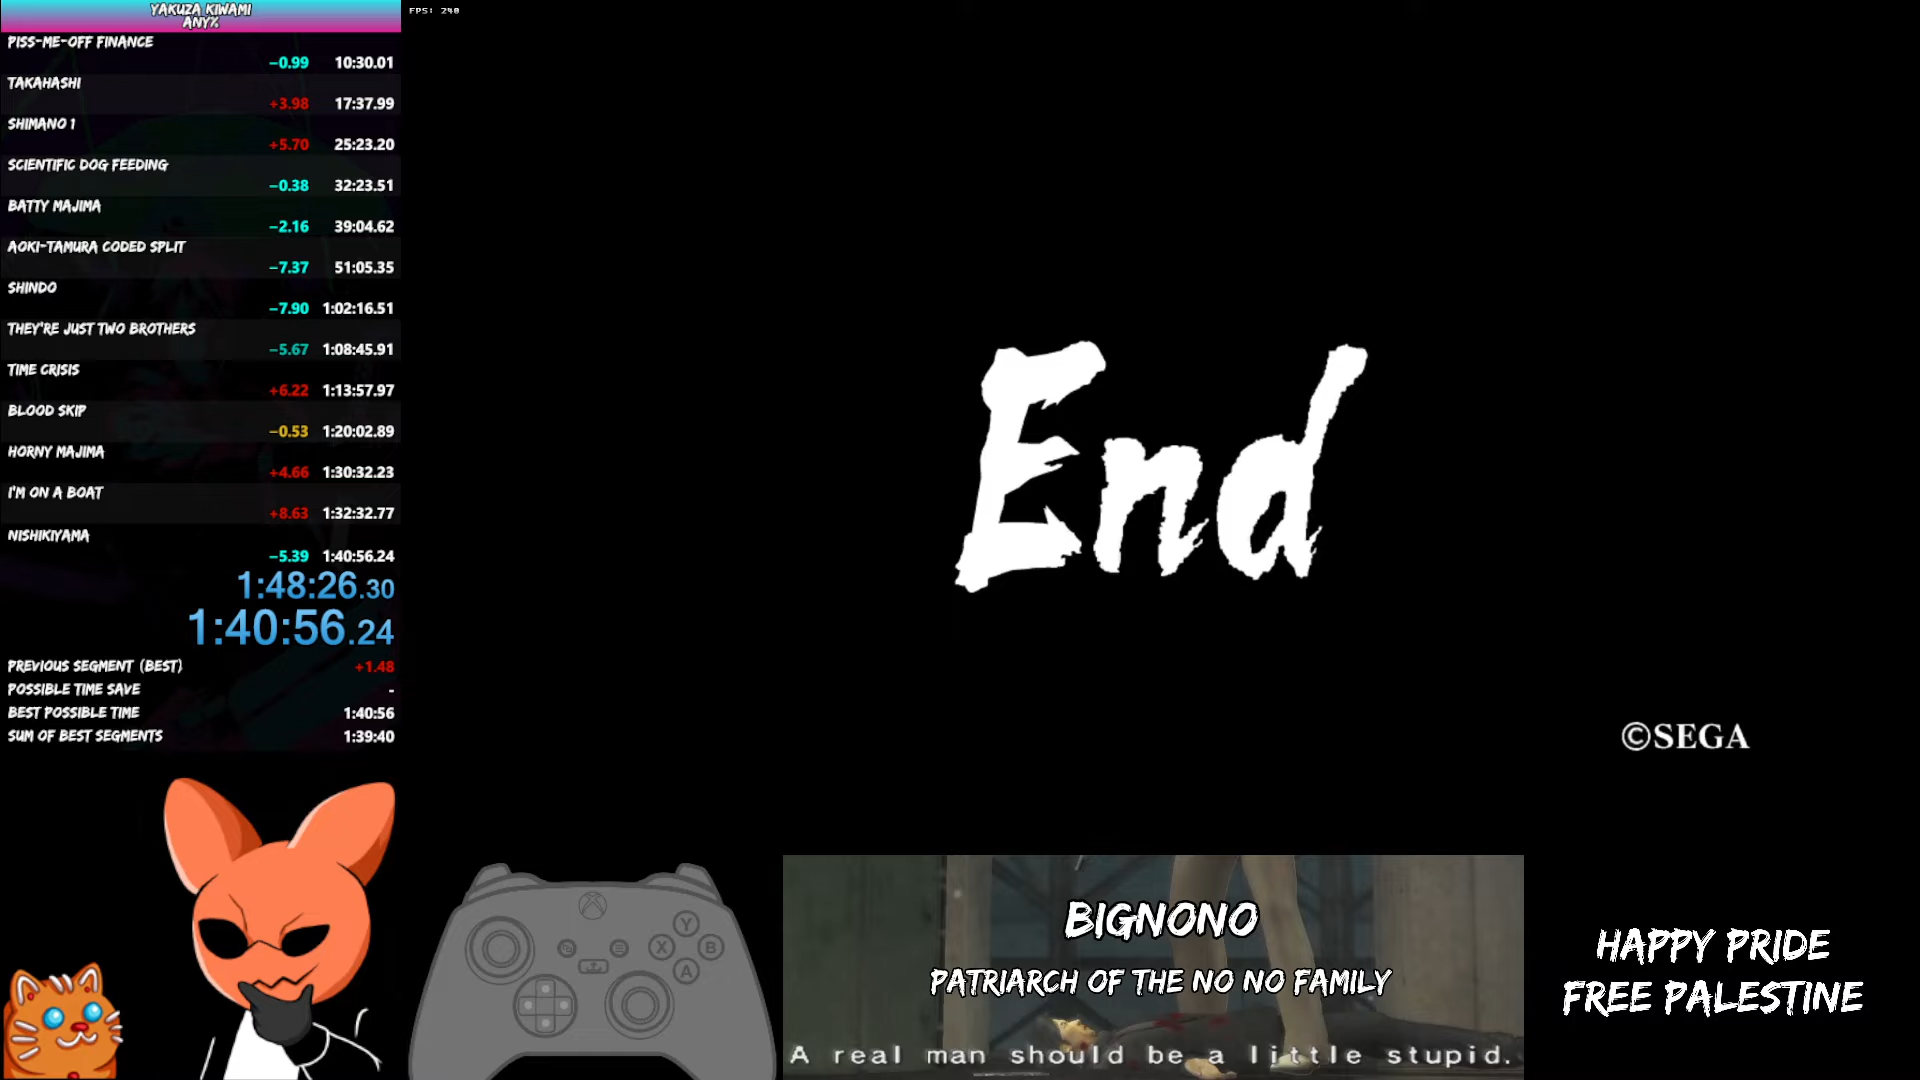 YAKUZA KIWAMI
ANY%
FPS: 240
PISS-ME-OFF FINANCE
-0.99 10:30.01
TAKAHASHI
+3.98 17:37.99
SHIMANO 1
+5.70 25:23.20
SCIENTIFIC DOG FEEDING
-0.38 32:23.51
BATTY MAJIMA
-2.16 39:04.62
AOKI-TAMURA CODED SPLIT
-7.37 51:05.35
SHINDO
-7.90 1:02:16.51
THEY'RE JUST TWO BROTHERS
-5.67 1:08:45.91
TIME CRISIS
+6.22 1:13:57.97
BLOOD SKIP
-0.53 1:20:02.89
HORNY MAJIMA
+4.66 1:30:32.23
I'M ON A BOAT
+8.63 1:32:32.77
NISHIKIYAMA
-5.39 1:40:56.24
1:48:26.30
1:40:56.24
PREVIOUS SEGMENT (BEST) +1.48
POSSIBLE TIME SAVE -
BEST POSSIBLE TIME 1:40:56
SUM OF BEST SEGMENTS 1:39:40
End
©SEGA
Y
X B
A
BIGNONO
PATRIARCH OF THE NO NO FAMILY
A real man should be a little stupid.
HAPPY PRIDE
FREE PALESTINE